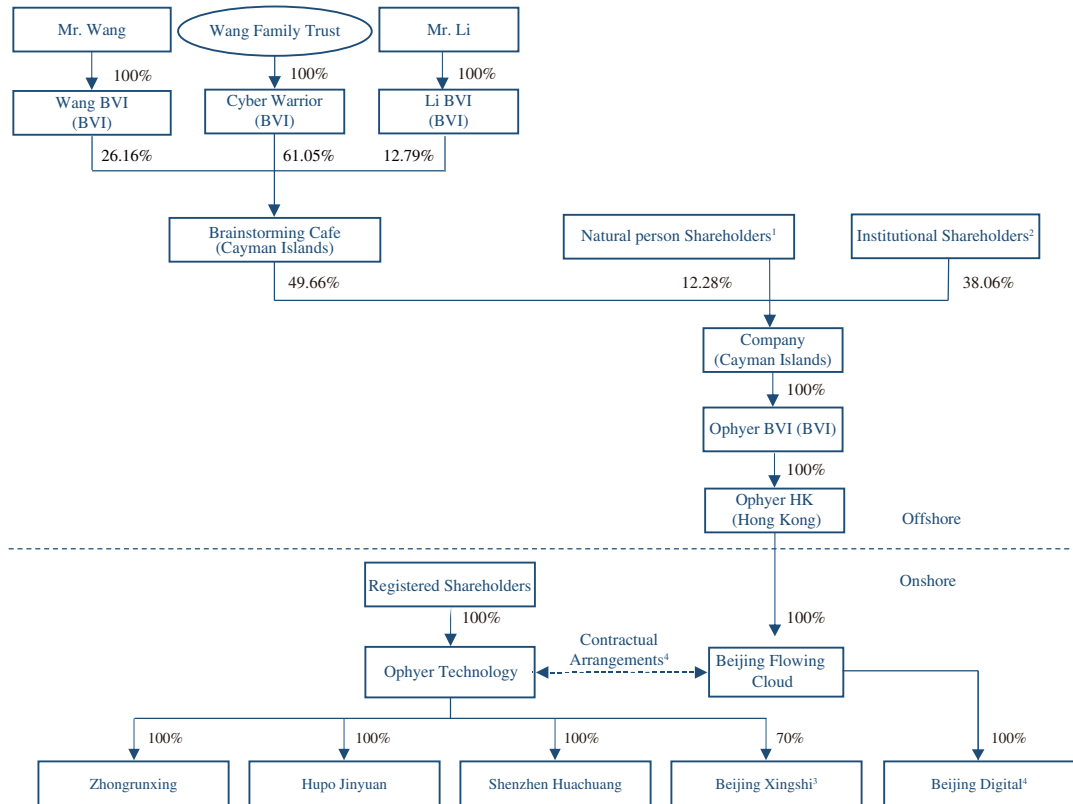 Mr. Wang
Wang Family Trust
Mr. Li
100%
100%
100%
Wang BVI
(BVI)
Cyber Warrior
(BVI)
Li BVI
(BVI)
26.16%
61.05%
12.79%
Brainstorming Cafe
(Cayman Islands)
Natural person Shareholders¹
Institutional Shareholders²
49.66%
12.28%
38.06%
Company
(Cayman Islands)
100%
Ophyer BVI (BVI)
100%
Ophyer HK
(Hong Kong)
Offshore
Onshore
Registered Shareholders
100%
100%
Contractual
Arrangements⁴
Ophyer Technology
Beijing Flowing
Cloud
100%
100%
100%
70%
100%
Zhongrunxing
Hupo Jinyuan
Shenzhen Huachuang
Beijing Xingshi³
Beijing Digital⁴